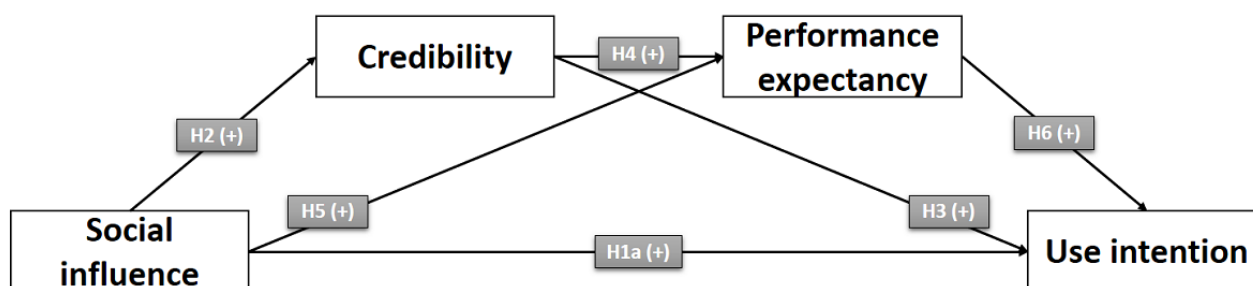 Credibility
H4 (+)
Performance
expectancy
H2 (+)
H6 (+)
Social
influence
H5 (+)
H3 (+)
H1a (+)
Use intention